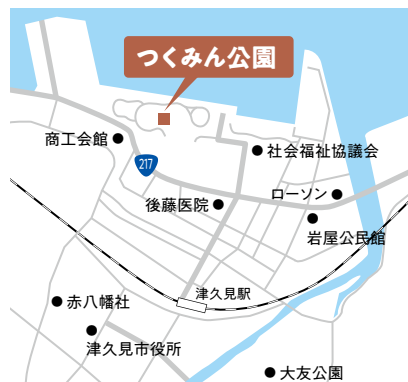 つくみん公園
商工会館
217
社会福祉協議会
後藤医院
ローソン
岩屋公民館
津久見駅
赤八幡社
津久見市役所
大友公園